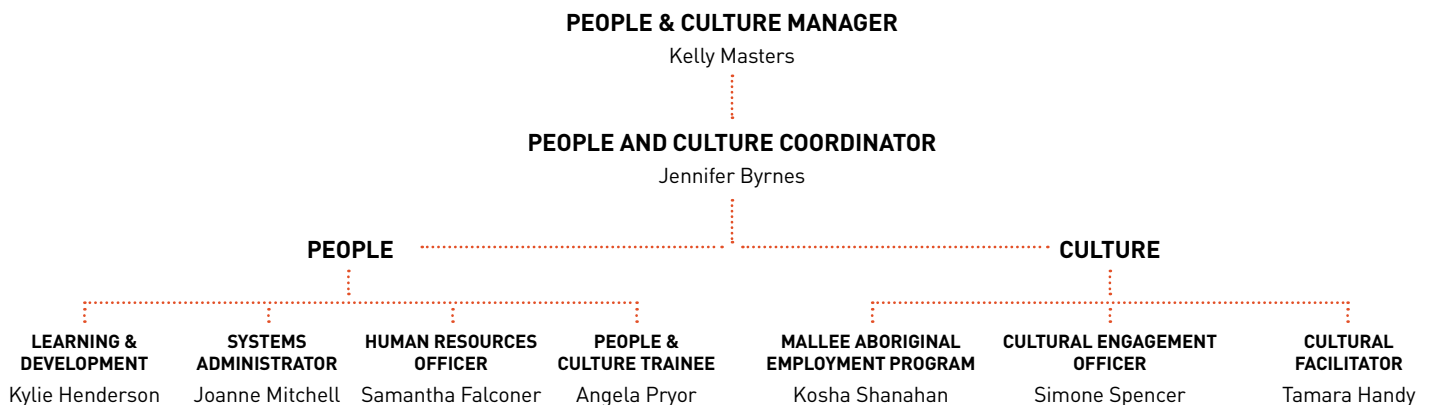 PEOPLE & CULTURE MANAGER
Kelly Masters
PEOPLE AND CULTURE COORDINATOR
Jennifer Byrnes
PEOPLE
CULTURE
LEARNING &
DEVELOPMENT
Kylie Henderson
SYSTEMS
ADMINISTRATOR
Joanne Mitchell
HUMAN RESOURCES
OFFICER
Samantha Falconer
PEOPLE &
CULTURE TRAINEE
Angela Pryor
MALLEE ABORIGINAL
EMPLOYMENT PROGRAM
Kosha Shanahan
CULTURAL ENGAGEMENT
OFFICER
Simone Spencer
CULTURAL
FACILITATOR
Tamara Handy